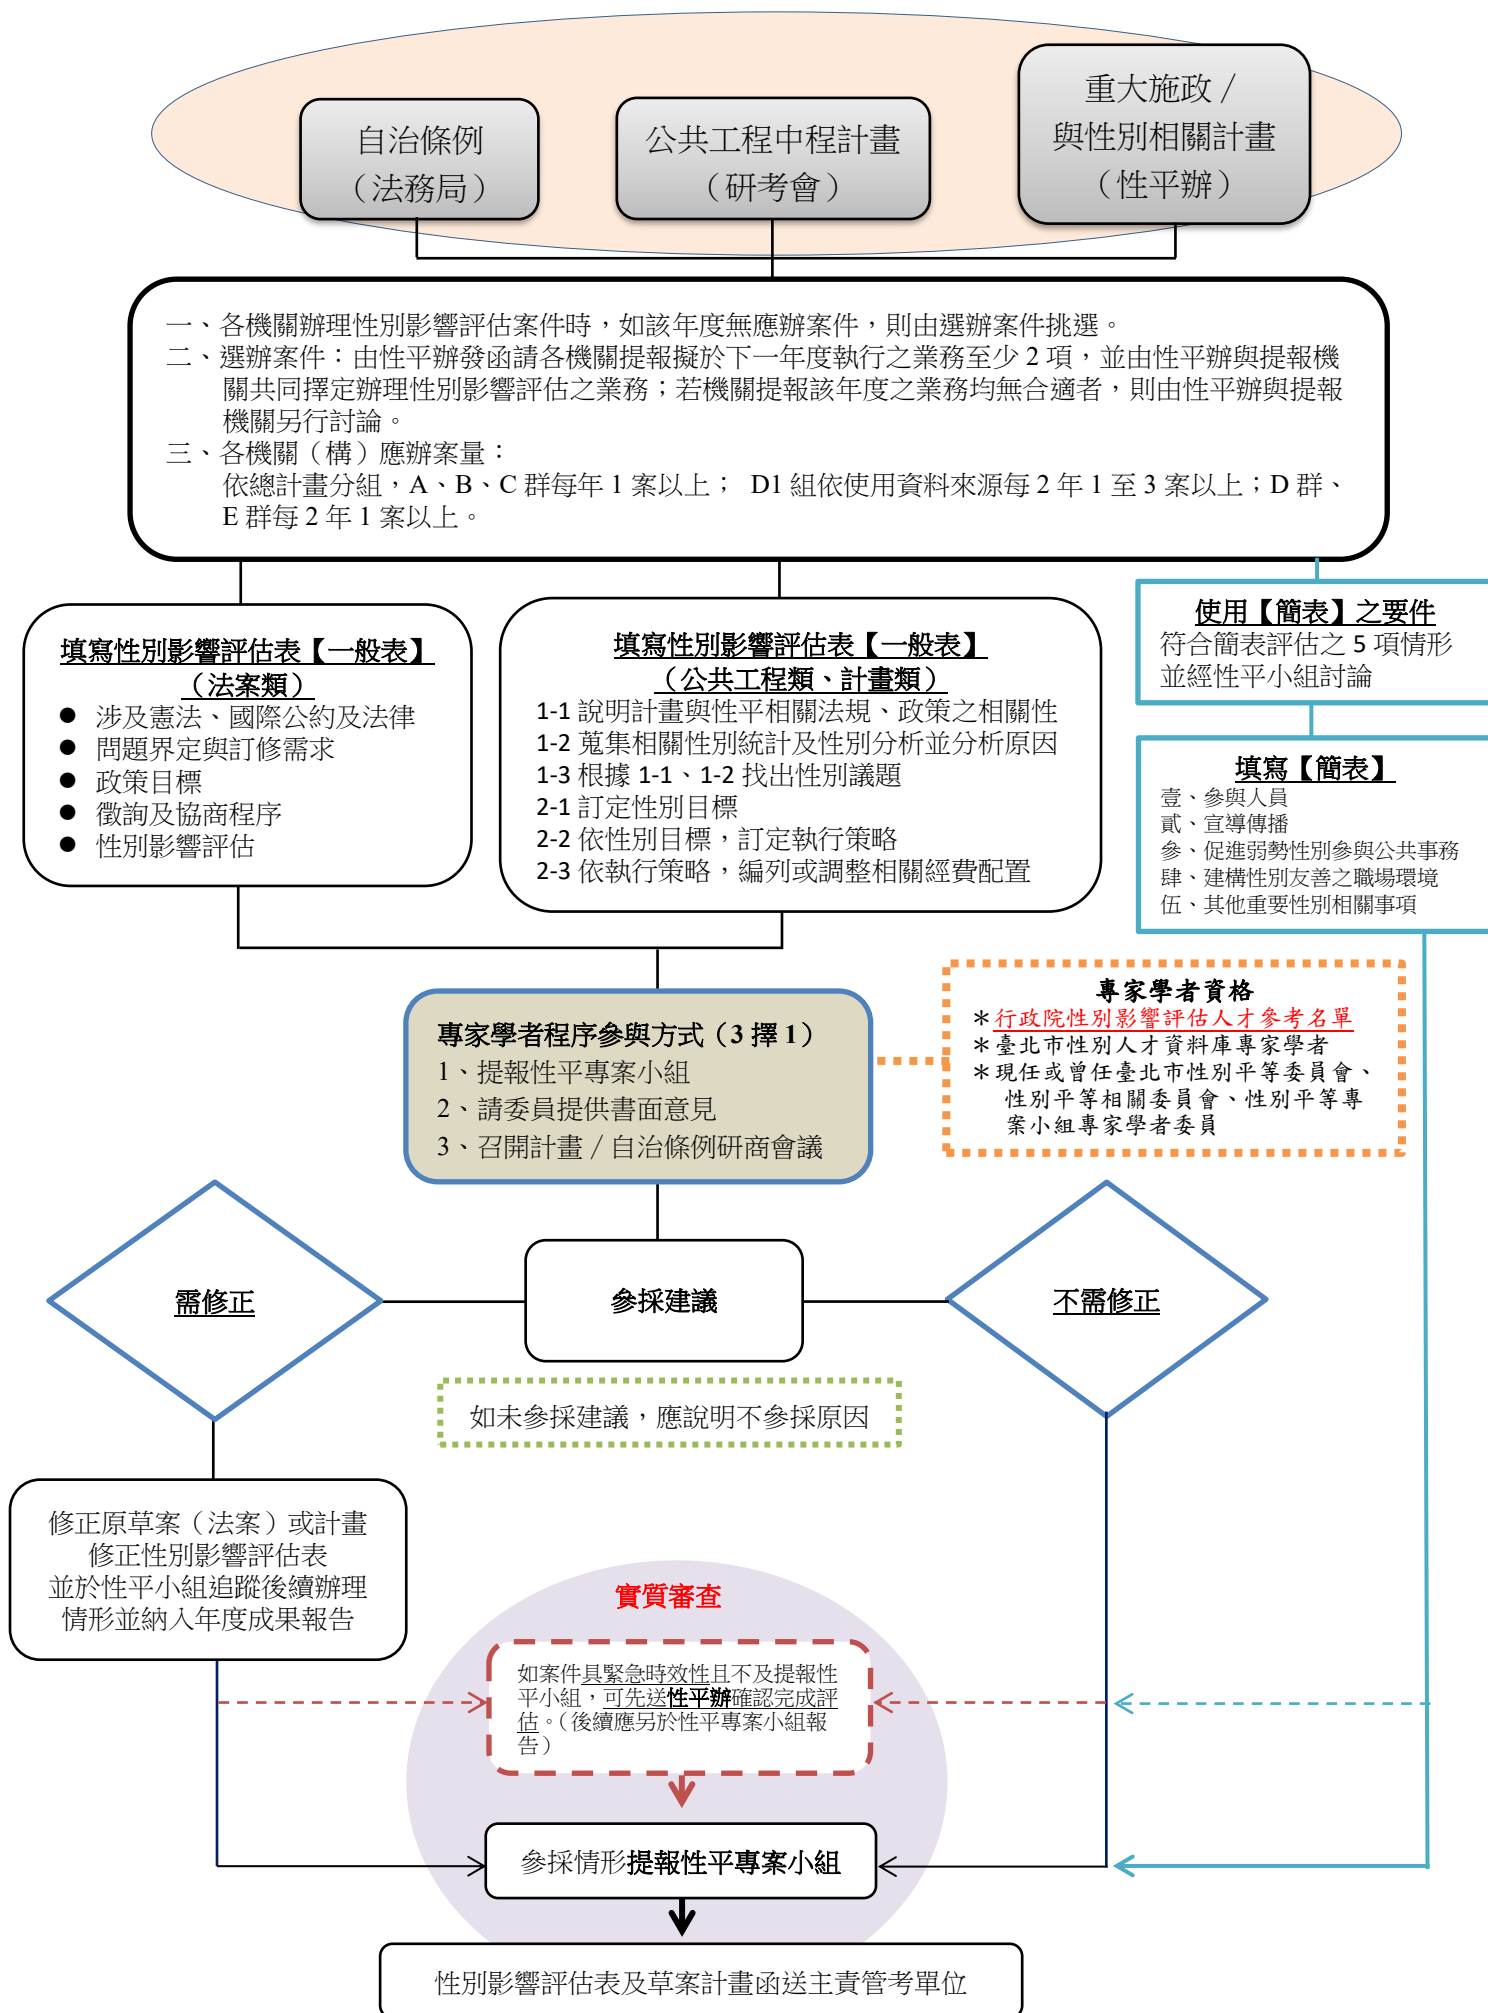 自治條例
（法務局）
公共工程中程計畫
（研考會）
重大施政／
與性別相關計畫
（性平辦）
一、各機關辦理性別影響評估案件時，如該年度無應辦案件，則由選辦案件挑選。
二、選辦案件：由性平辦發函請各機關提報擬於下一年度執行之業務至少 2 項，並由性平辦與提報機
關共同擇定辦理性別影響評估之業務；若機關提報該年度之業務均無合適者，則由性平辦與提報
機關另行討論。
三、各機關（構）應辦案量：
依總計畫分組，A、B、C 群每年 1 案以上； D1 組依使用資料來源每 2 年 1 至 3 案以上；D 群、
E 群每 2 年 1 案以上。
填寫性別影響評估表【一般表】
（法案類）
● 涉及憲法、國際公約及法律
● 問題界定與訂修需求
● 政策目標
● 徵詢及協商程序
● 性別影響評估
填寫性別影響評估表【一般表】
（公共工程類、計畫類）
1-1 說明計畫與性平相關法規、政策之相關性
1-2 蒐集相關性別統計及性別分析並分析原因
1-3 根據 1-1、1-2 找出性別議題
2-1 訂定性別目標
2-2 依性別目標，訂定執行策略
2-3 依執行策略，編列或調整相關經費配置
使用【簡表】之要件
符合簡表評估之 5 項情形
並經性平小組討論
填寫【簡表】
壹、參與人員
貳、宣導傳播
參、促進弱勢性別參與公共事務
肆、建構性別友善之職場環境
伍、其他重要性別相關事項
專家學者程序參與方式（3 擇 1）
1、提報性平專案小組
2、請委員提供書面意見
3、召開計畫／自治條例研商會議
專家學者資格
＊行政院性別影響評估人才參考名單
＊臺北市性別人才資料庫專家學者
＊現任或曾任臺北市性別平等委員會、
性別平等相關委員會、性別平等專
案小組專家學者委員
需修正
參採建議
不需修正
如未參採建議，應說明不參採原因
修正原草案（法案）或計畫
修正性別影響評估表
並於性平小組追蹤後續辦理
情形並納入年度成果報告
實質審查
如案件具緊急時效性且不及提報性
平小組，可先送性平辦確認完成評
估。（後續應另於性平專案小組報
告）
參採情形提報性平專案小組
性別影響評估表及草案計畫函送主責管考單位